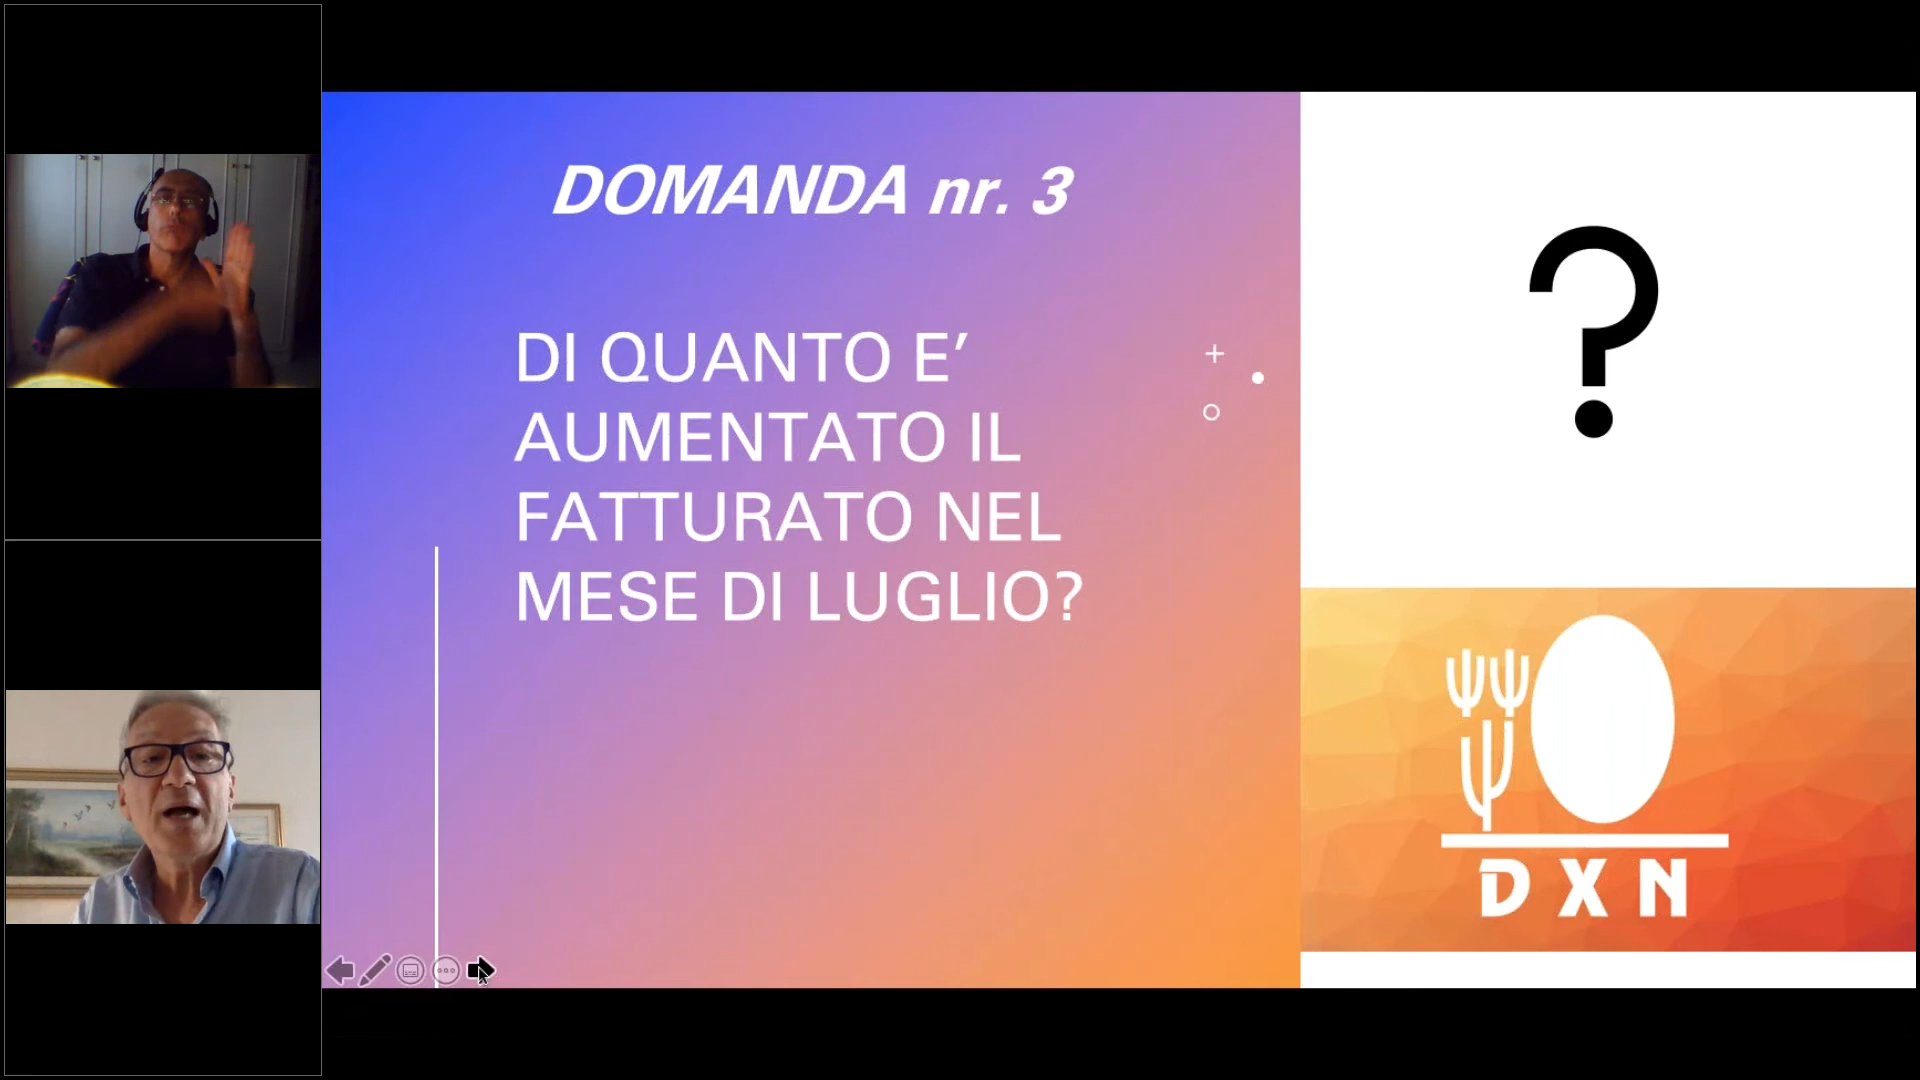 DOMANDA nr. 3
DI QUANTO E’
AUMENTATO IL
FATTURATO NEL
MESE DI LUGLIO?
?
DXN